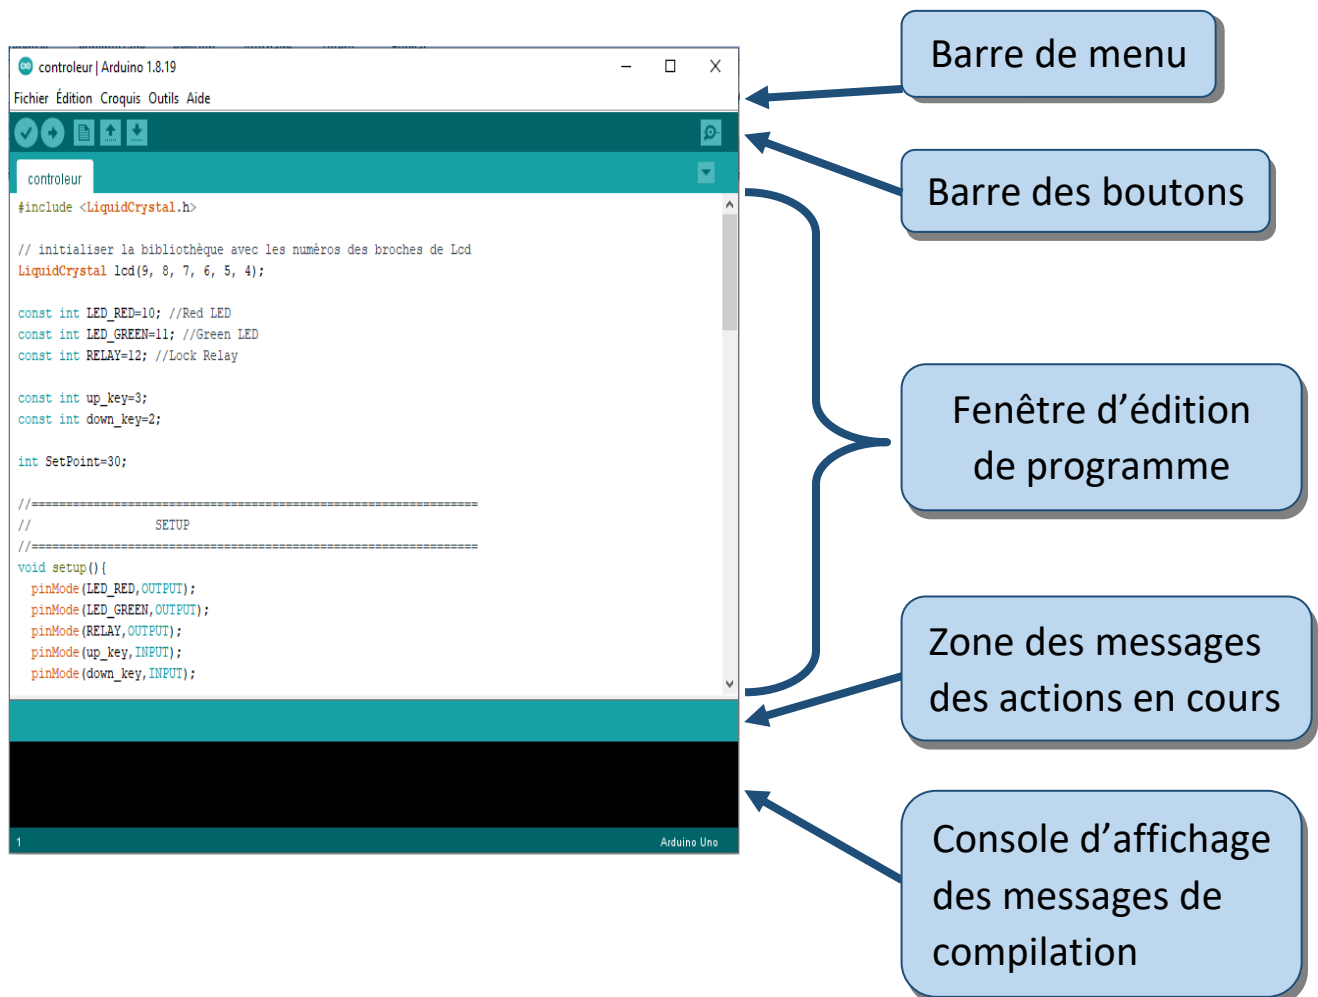 controleur | Arduino 1.8.19
Fichier Édition Croquis Outils Aide
controleur
#include <LiquidCrystal.h>
// initialiser la bibliothèque avec les numéros des broches de Lcd
LiquidCrystal lcd(9, 8, 7, 6, 5, 4);
const int LED_RED=10; //Red LED
const int LED_GREEN=11; //Green LED
const int RELAY=12; //Lock Relay
const int up_key=3;
const int down_key=2;
int SetPoint=30;
//=================================================================
// SETUP
//=================================================================
void setup(){
pinMode(LED_RED,OUTPUT);
pinMode(LED_GREEN,OUTPUT);
pinMode(RELAY,OUTPUT);
pinMode(up_key,INPUT);
pinMode(down_key,INPUT);
1
Arduino Uno
Barre de menu
Barre des boutons
Fenêtre d’édition
de programme
Zone des messages
des actions en cours
Console d’affichage
des messages de
compilation